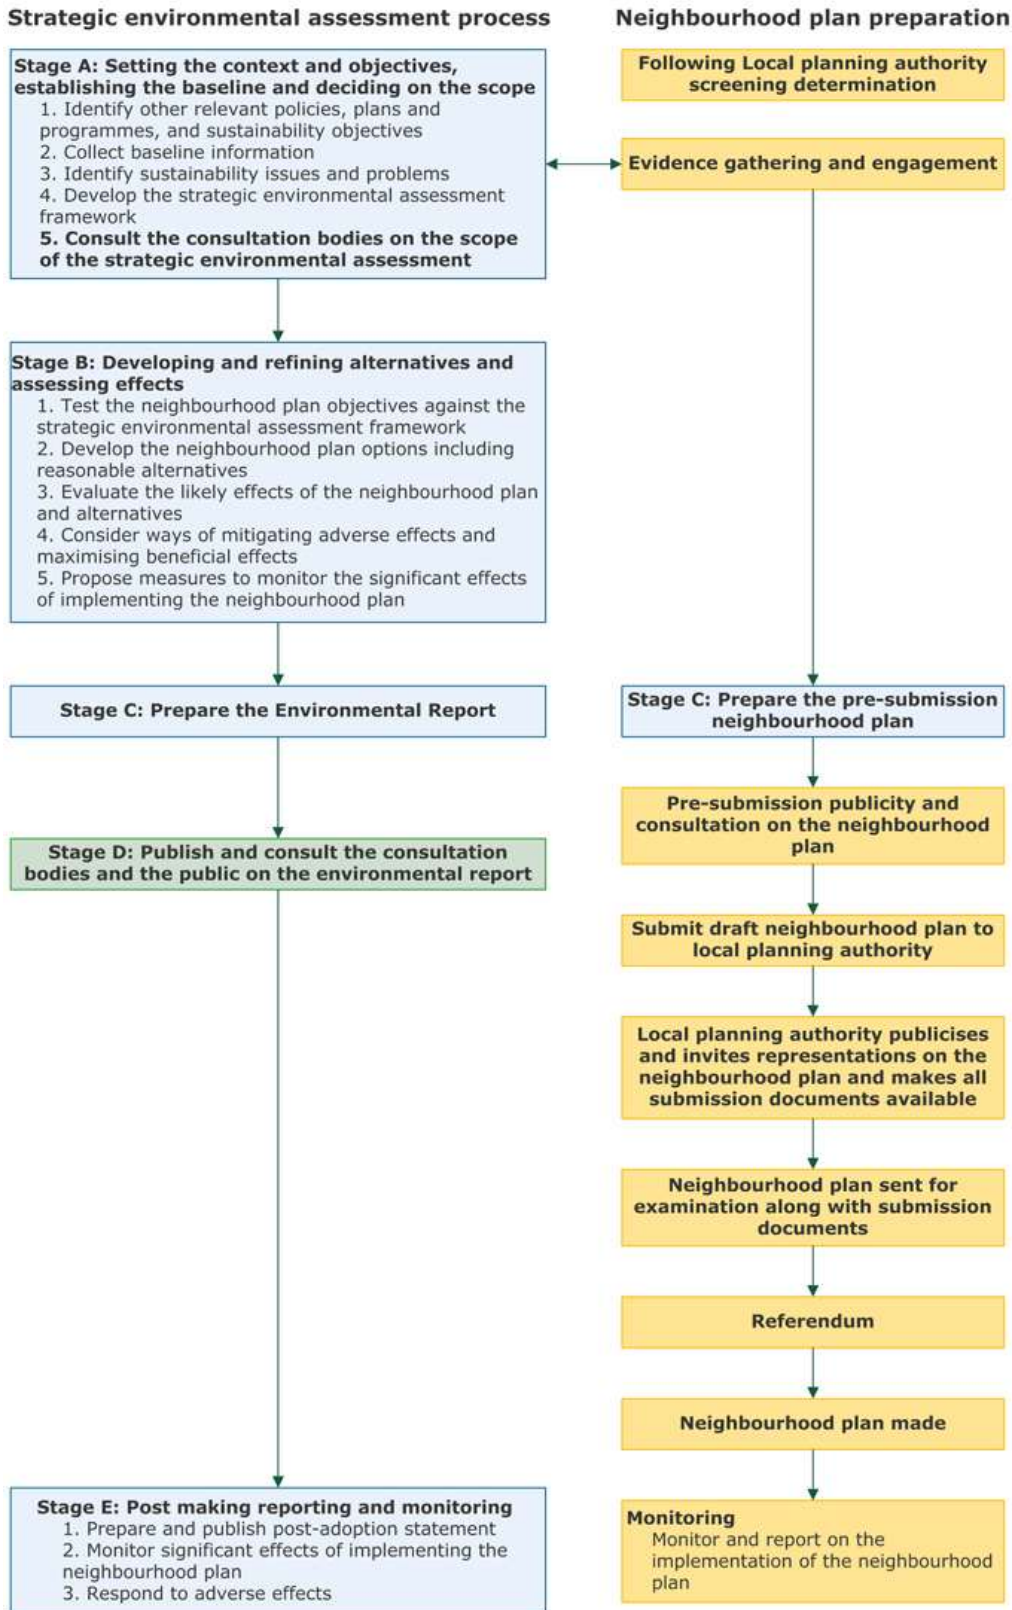 Strategic environmental assessment process
Stage A: Setting the context and objectives,
establishing the baseline and deciding on the scope
1. Identify other relevant policies, plans and
programmes, and sustainability objectives
2. Collect baseline information
3. Identify sustainability issues and problems
4. Develop the strategic environmental assessment
framework
5. Consult the consultation bodies on the scope
of the strategic environmental assessment
Stage B: Developing and refining alternatives and
assessing effects
1. Test the neighbourhood plan objectives against the
strategic environmental assessment framework
2. Develop the neighbourhood plan options including
reasonable alternatives
3. Evaluate the likely effects of the neighbourhood plan
and alternatives
4. Consider ways of mitigating adverse effects and
maximising beneficial effects
5. Propose measures to monitor the significant effects
of implementing the neighbourhood plan
Stage C: Prepare the Environmental Report
Stage D: Publish and consult the consultation
bodies and the public on the environmental report
Stage E: Post making reporting and monitoring
1. Prepare and publish post-adoption statement
2. Monitor significant effects of implementing the
neighbourhood plan
3. Respond to adverse effects
Neighbourhood plan preparation
Following Local planning authority
screening determination
Evidence gathering and engagement
Stage C: Prepare the pre-submission
neighbourhood plan
Pre-submission publicity and
consultation on the neighbourhood
plan
Submit draft neighbourhood plan to
local planning authority
Local planning authority publicises
and invites representations on the
neighbourhood plan and makes all
submission documents available
Neighbourhood plan sent for
examination along with submission
documents
Referendum
Neighbourhood plan made
Monitoring
Monitor and report on the
implementation of the neighbourhood
plan